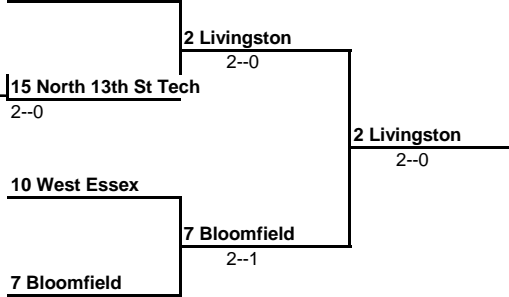 2 Livingston
2--0
15 North 13th St Tech
2--0
2 Livingston
2--0
10 West Essex
7 Bloomfield
2--1
7 Bloomfield